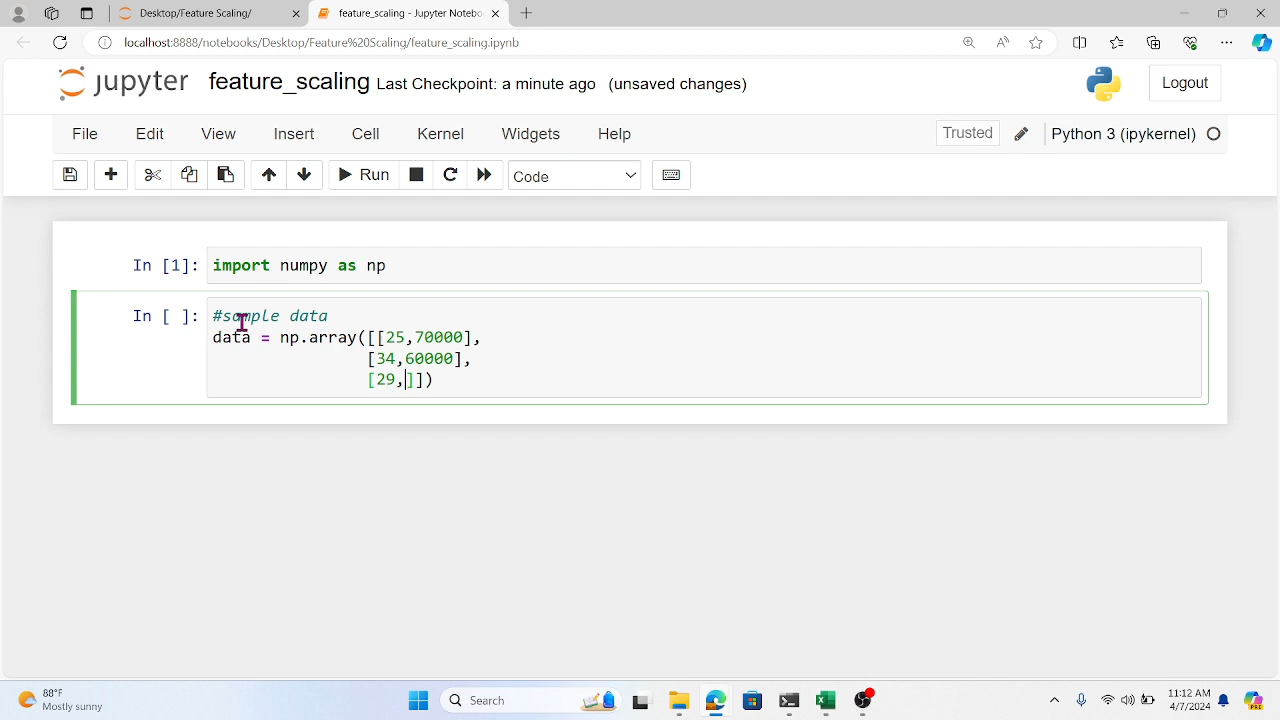 Desktop/Feature Scaling/
feature_scaling - Jupyter Notebo
localhost:8888/notebooks/Desktop/Feature%20Scaling/feature_scaling.ipynb
jupyter feature_scaling Last Checkpoint: a minute ago (unsaved changes)
Logout
File Edit View Insert Cell Kernel Widgets Help
Trusted
Python 3 (ipykernel)
Run
Code
In [1]: import numpy as np
In [ ]: #sample data
data = np.array([[25,70000],
[34,60000],
[29,]])
88°F
Mostly sunny
Search
11:02 AM
4/7/2024
PRE